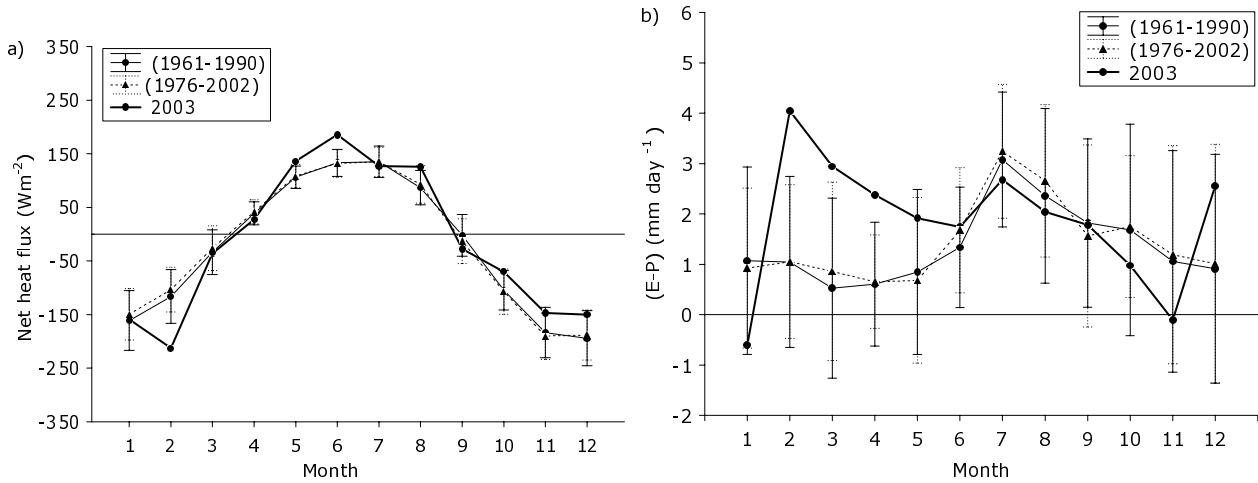 a)
350
250
150
50
-50
-150
-250
-350
Net heat flux (Wm-2)
(1961-1990)
(1976-2002)
2003
1 2 3 4 5 6 7 8 9 10 11 12
Month
b)
6
5
4
3
2
1
0
-1
-2
(E-P) (mm day -1)
(1961-1990)
(1976-2002)
2003
1 2 3 4 5 6 7 8 9 10 11 12
Month